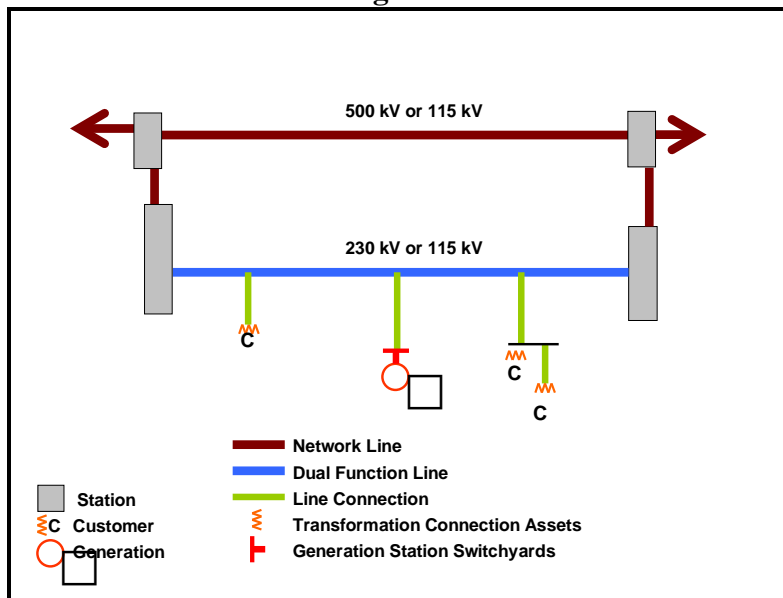 500 kV or 115 kV
230 kV or 115 kV
C
C
C
Network Line
Dual Function Line
Station
Line Connection
C Customer
Transformation Connection Assets
Generation
Generation Station Switchyards